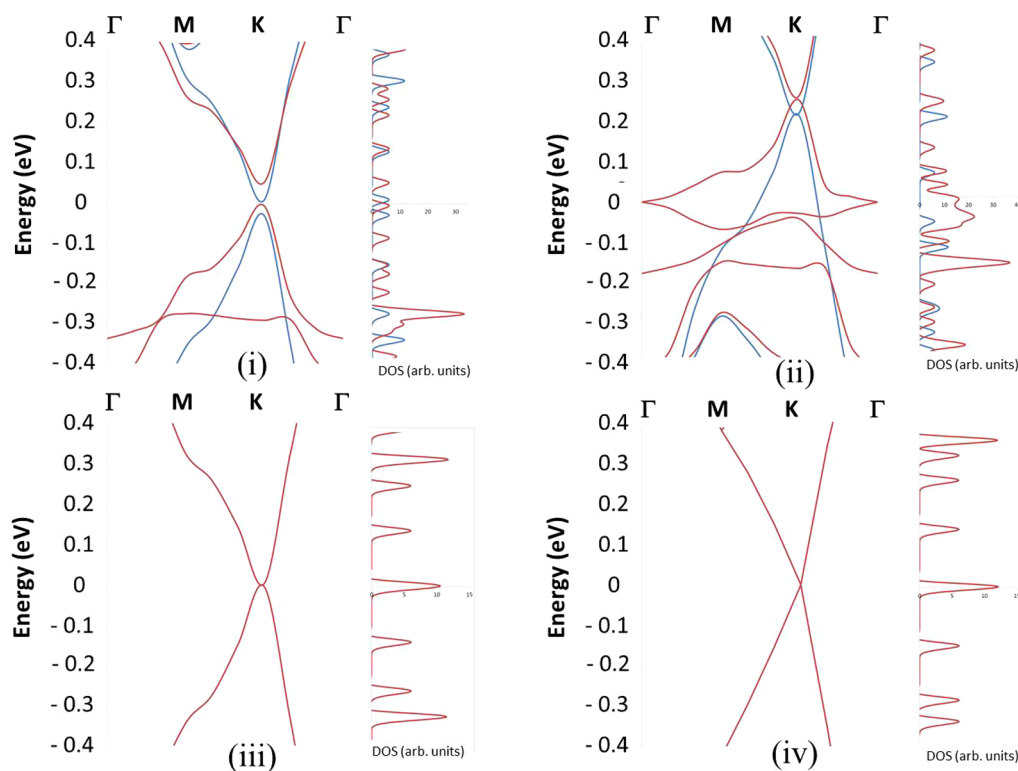 Γ M K Γ
Γ M K Γ
Energy (eV)
0.4
0.3
0.2
0.1
0
- 0.1
- 0.2
- 0.3
- 0.4
0 10 20 30
DOS (arb. units)
(i)
Energy (eV)
0.4
0.3
0.2
0.1
0
- 0.1
- 0.2
- 0.3
- 0.4
0 10 20 30 40
DOS (arb. units)
(ii)
Γ M K Γ
Γ M K Γ
Energy (eV)
0.4
0.3
0.2
0.1
0
- 0.1
- 0.2
- 0.3
- 0.4
0 5 10 15
DOS (arb. units)
(iii)
Energy (eV)
0.4
0.3
0.2
0.1
0
- 0.1
- 0.2
- 0.3
- 0.4
0 5 10 15
DOS (arb. units)
(iv)